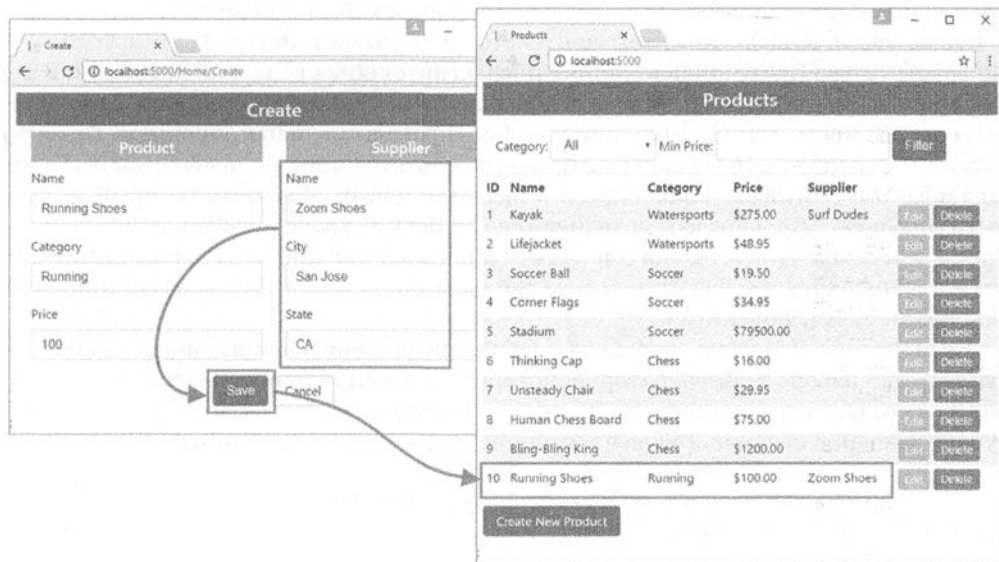 Create
localhost:5000/Home/Create
Create
Product
Supplier
Name
Running Shoes
Name
Zoom Shoes
Category
Running
City
San Jose
Price
100
State
CA
Save
Cancel
Products
localhost:5000
Products
Category: All Min Price: Filter
ID Name Category Price Supplier
1 Kayak Watersports $275.00 Surf Dudes Edit Delete
2 Lifejacket Watersports $48.95 Edit Delete
3 Soccer Ball Soccer $19.50 Edit Delete
4 Corner Flags Soccer $34.95 Edit Delete
5 Stadium Soccer $79500.00 Edit Delete
6 Thinking Cap Chess $16.00 Edit Delete
7 Unsteady Chair Chess $29.95 Edit Delete
8 Human Chess Board Chess $75.00 Edit Delete
9 Bling-Bling King Chess $1200.00 Edit Delete
10 Running Shoes Running $100.00 Zoom Shoes Edit Delete
Create New Product